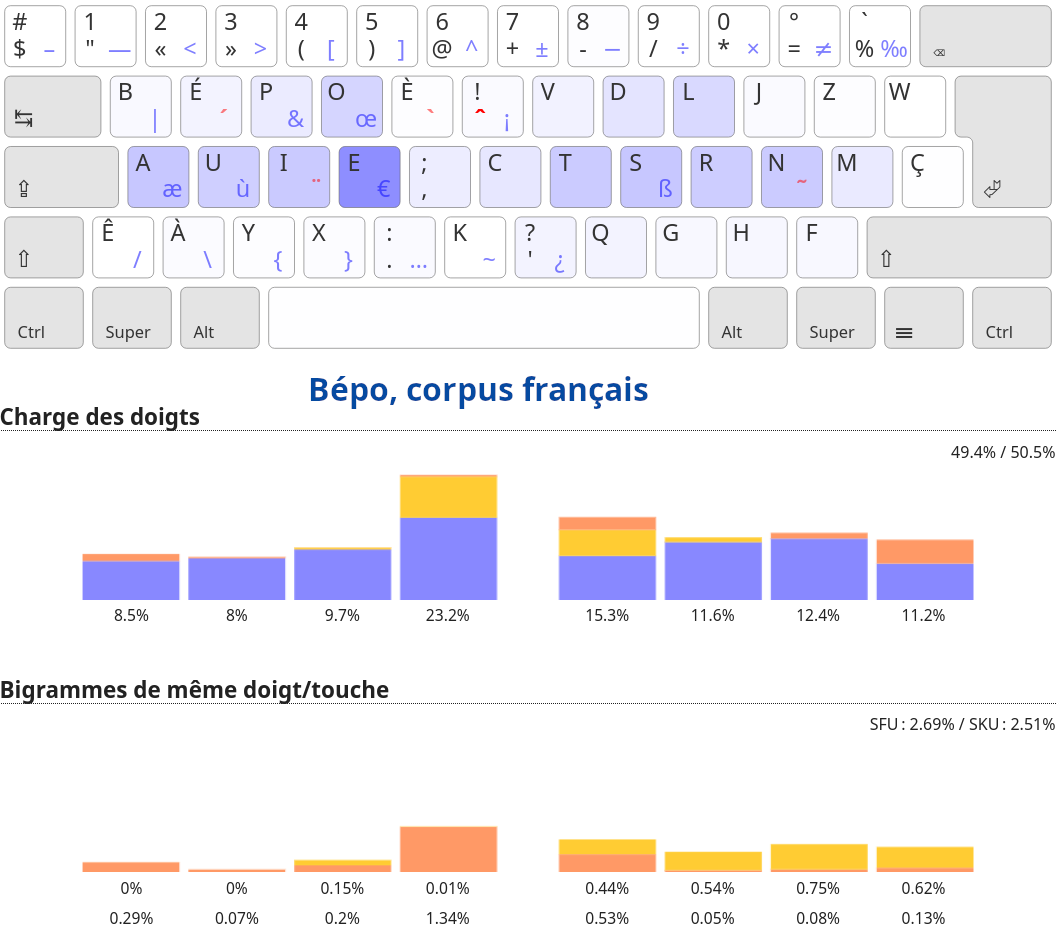 # 1 2 3 4 5 6 7 8 9 0 ° `
$ – " — « < » > ( [ ) ] @ ^ + ± - − / ÷ * × = ≠ % ‰ ⌫
B É P O È ! V D L J Z W
↹ | ´ & œ ` ˆ ¡
A U I E ; C T S R N M Ç
⇪ æ ù ¨ € , ß ~
Ê À Y X : K ? Q G H F
⇧ / \ { } . … ~ ' ¿ ⇧
Ctrl Super Alt Alt Super Ctrl
Bépo, corpus français
Charge des doigts
49.4% / 50.5%
8.5% 8% 9.7% 23.2% 15.3% 11.6% 12.4% 11.2%
Bigrammes de même doigt/touche
SFU : 2.69% / SKU : 2.51%
0% 0% 0.15% 0.01% 0.44% 0.54% 0.75% 0.62%
0.29% 0.07% 0.2% 1.34% 0.53% 0.05% 0.08% 0.13%